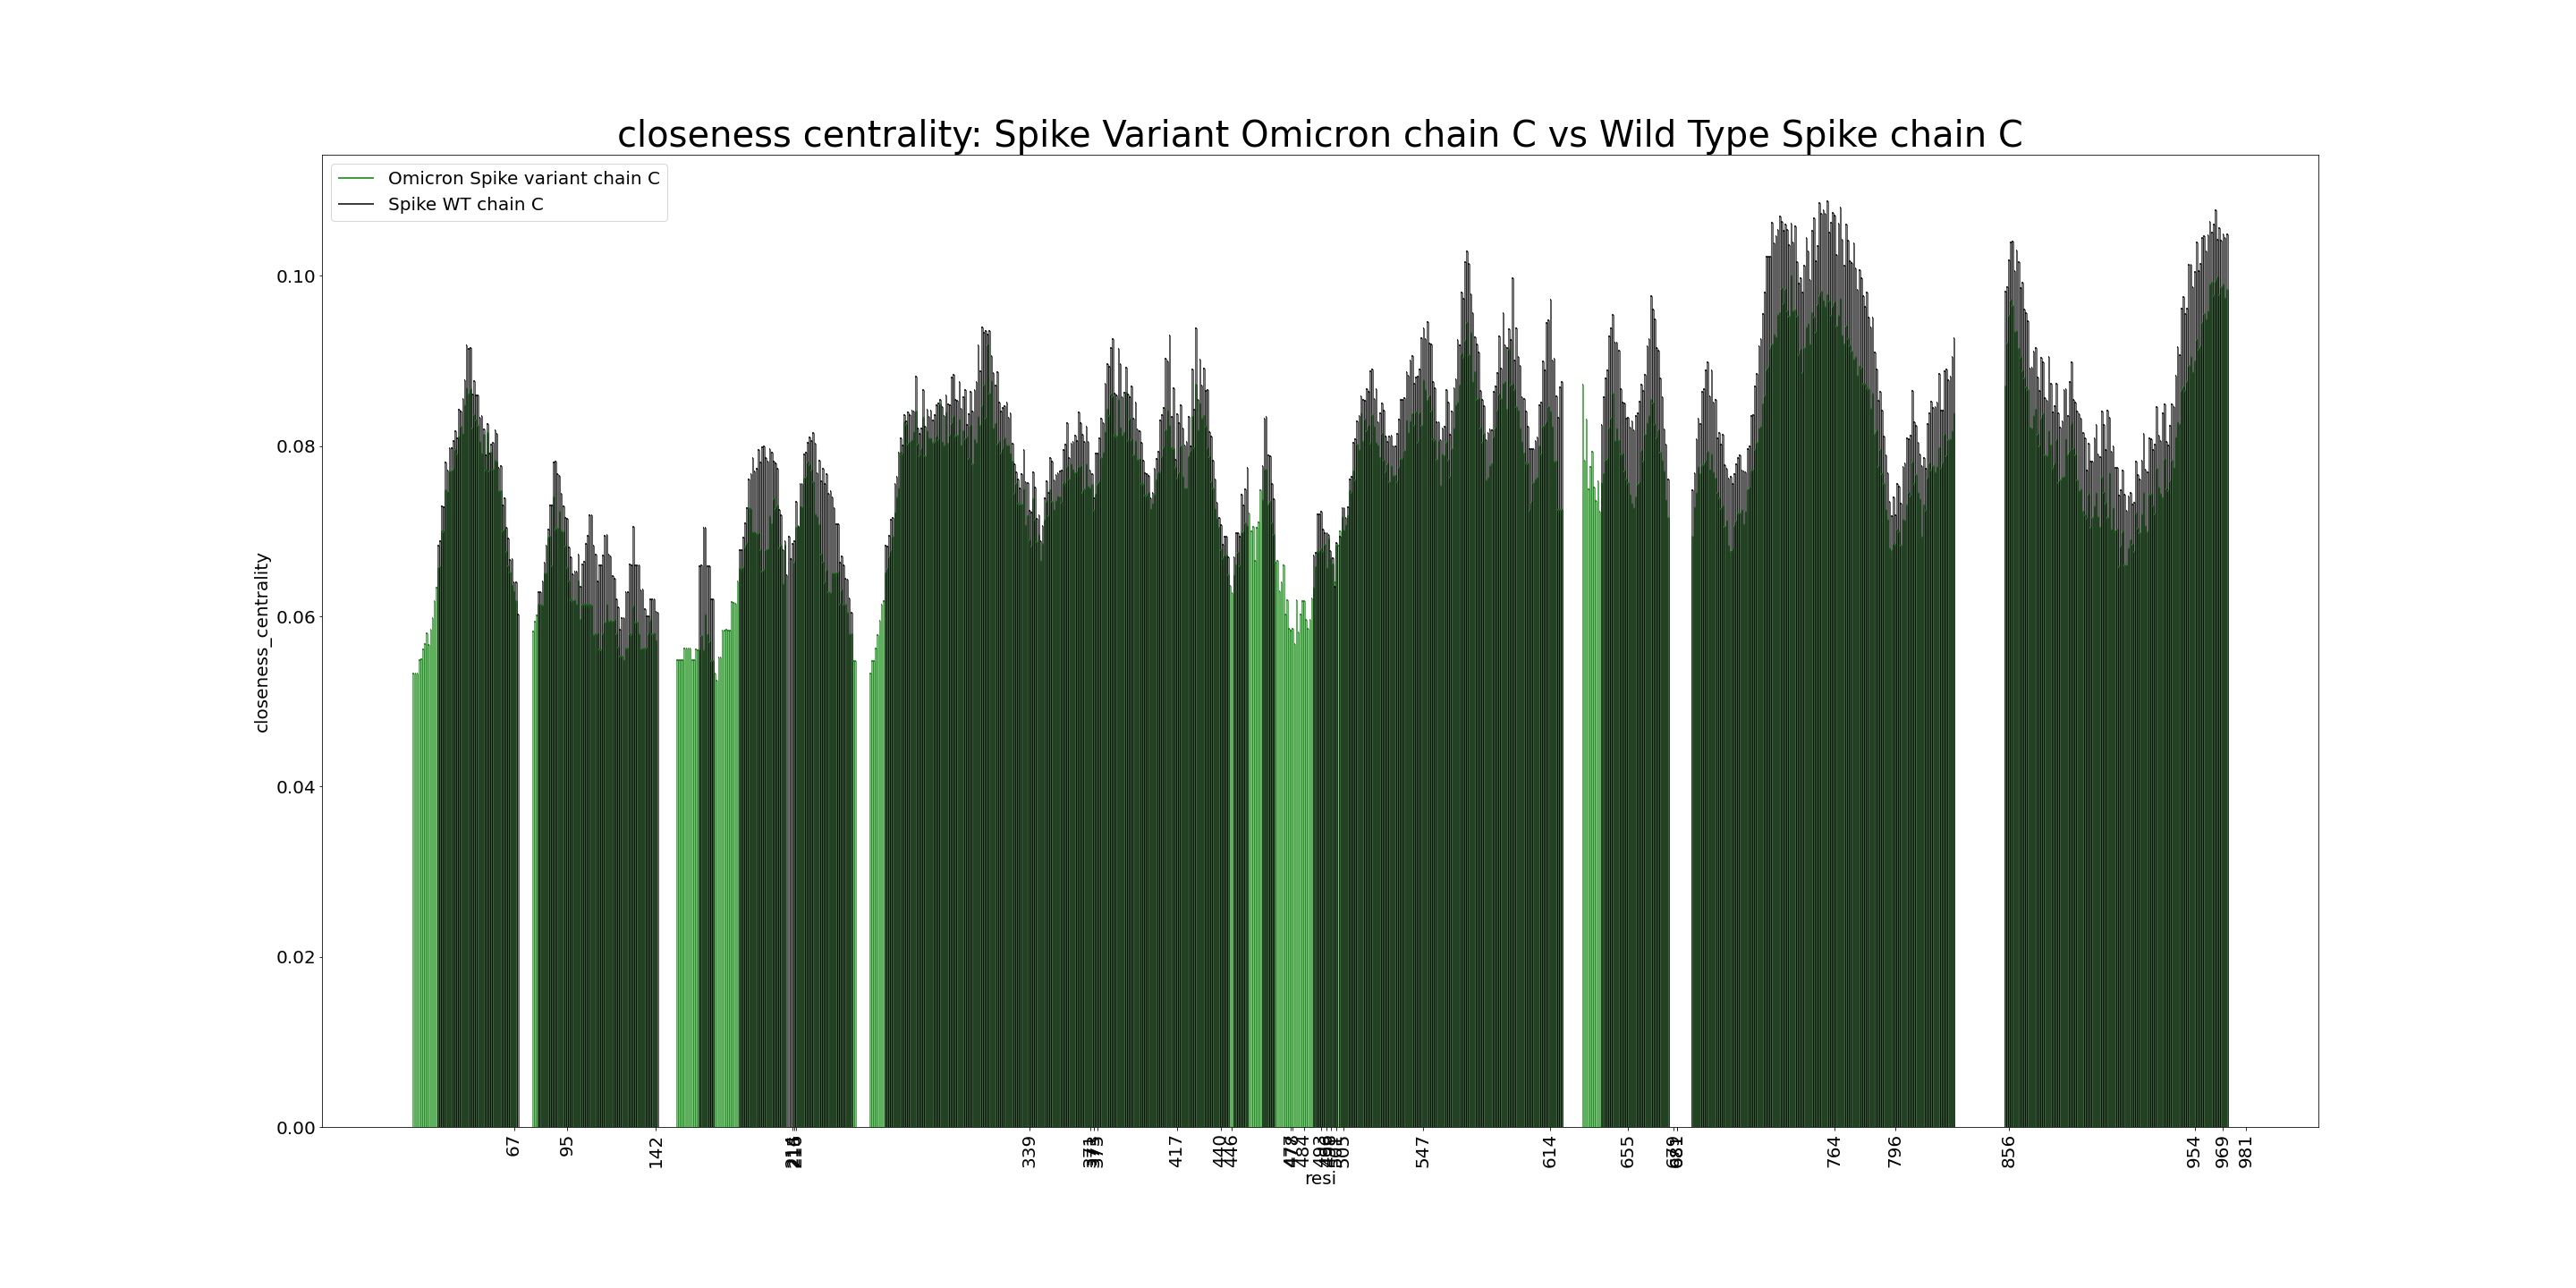 closeness centrality: Spike Variant Omicron chain C vs Wild Type Spike chain C
Omicron Spike variant chain C
Spike WT chain C
closeness_centrality
0.10
0.08
0.06
0.04
0.02
0.00
67 95 142 339 417 440 446 484 505 547 614 655 764 796 856 954 969 981
resi